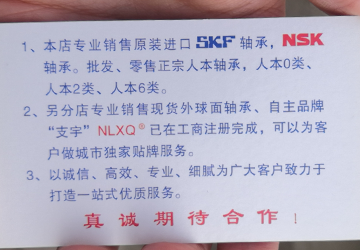 1、本店专业销售原装进口 SKF 轴承，NSK
轴承。批发、零售正宗人本轴承，人本0类、
人本2类、人本6类。
2、另分店专业销售现货外球面轴承、自主品牌
“支宇” NLXQ® 已在工商注册完成，可以为客
户做城市独家贴牌服务。
3、以诚信、高效、专业、细腻为广大客户致力于
打造一站式优质服务。
真诚期待合作！